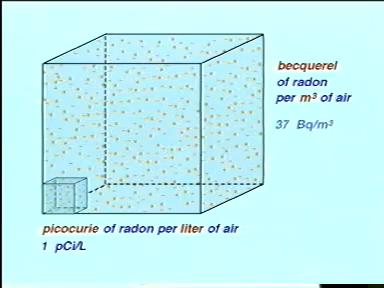 becquerel
of radon
per m³ of air
37 Bq/m³
picocurie of radon per liter of air
1 pCi/L